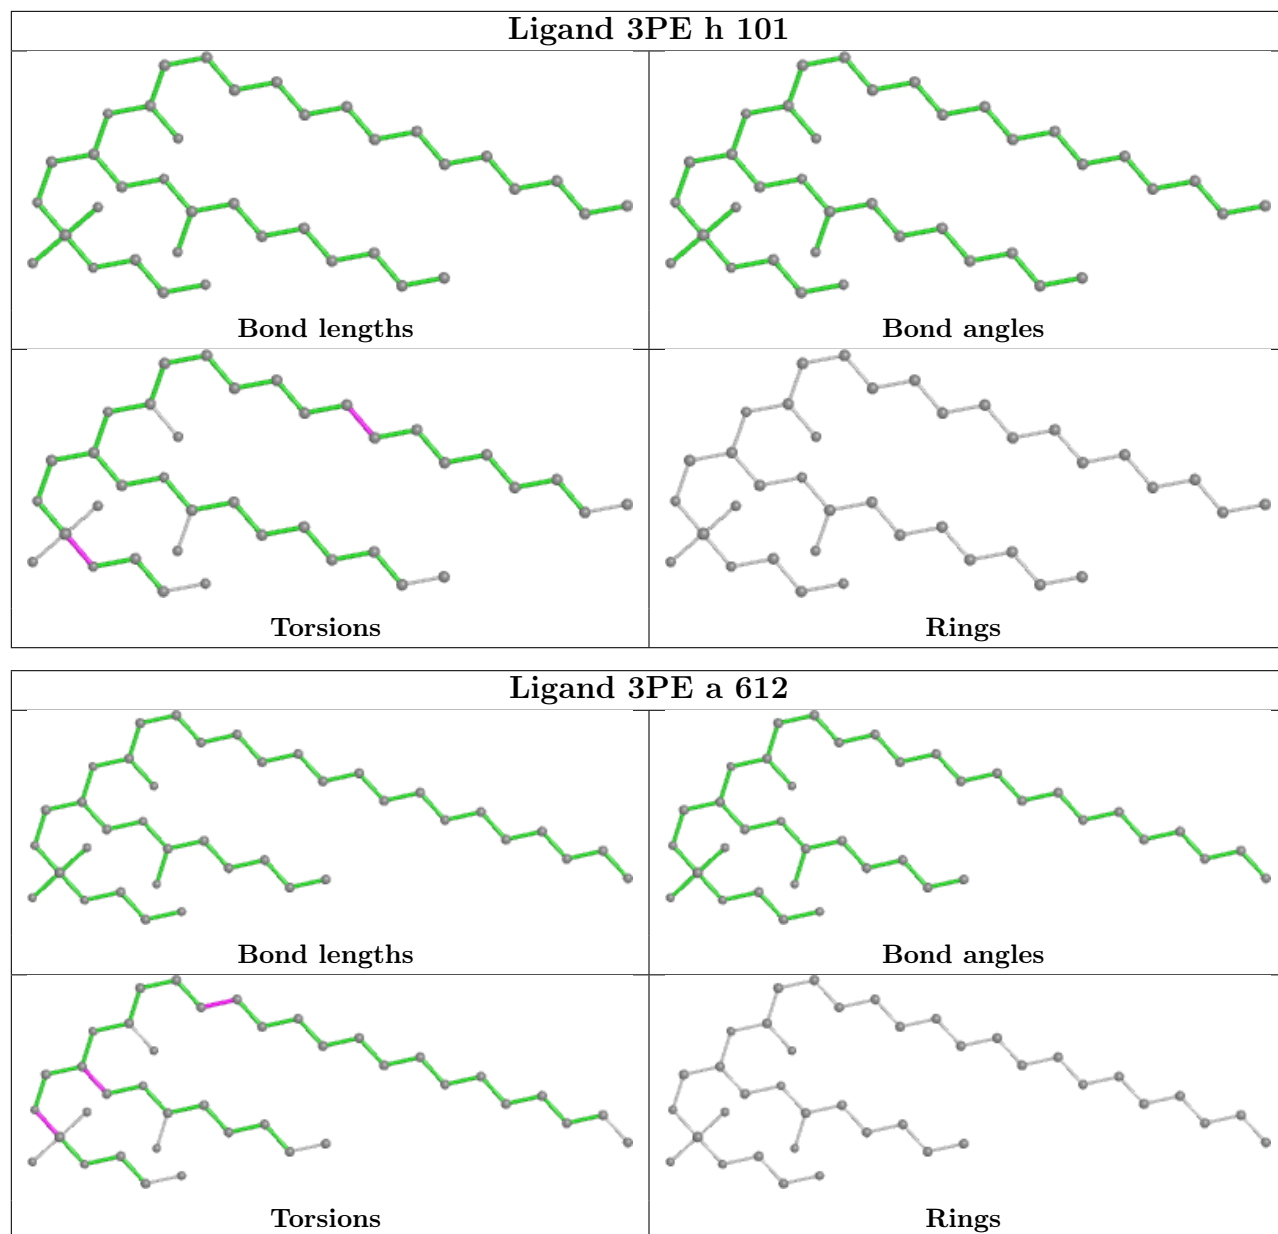 Ligand 3PE h 101
Bond lengths
Bond angles
Torsions
Rings
Ligand 3PE a 612
Bond lengths
Bond angles
Torsions
Rings